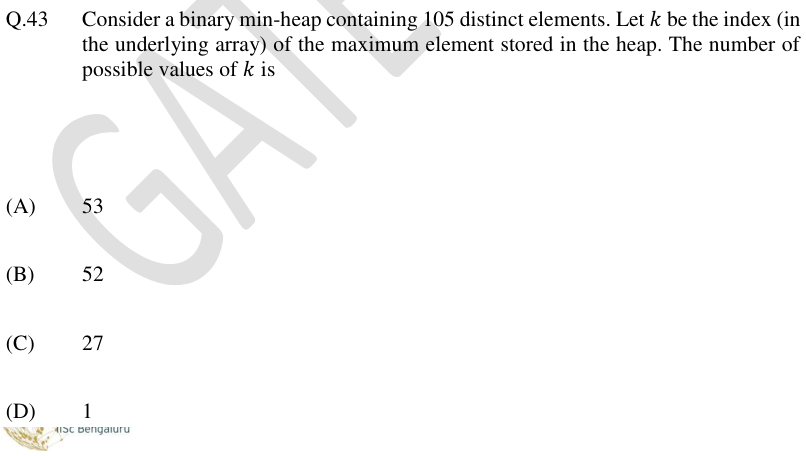 Q.43 Consider a binary min-heap containing 105 distinct elements. Let k be the index (in
the underlying array) of the maximum element stored in the heap. The number of
possible values of k is
GATE
(A) 53
(B) 52
(C) 27
(D) 1
IISc Bengaluru